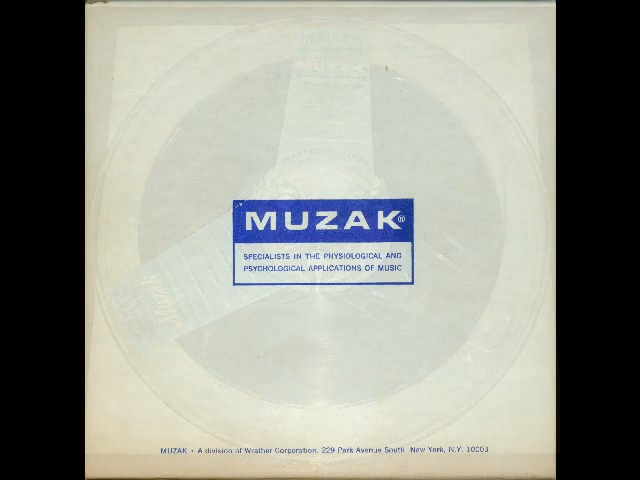 MUZAK®
SPECIALISTS IN THE PHYSIOLOGICAL AND
PSYCHOLOGICAL APPLICATIONS OF MUSIC
MUZAK • A division of Wrather Corporation, 229 Park Avenue South New York, N.Y. 10003